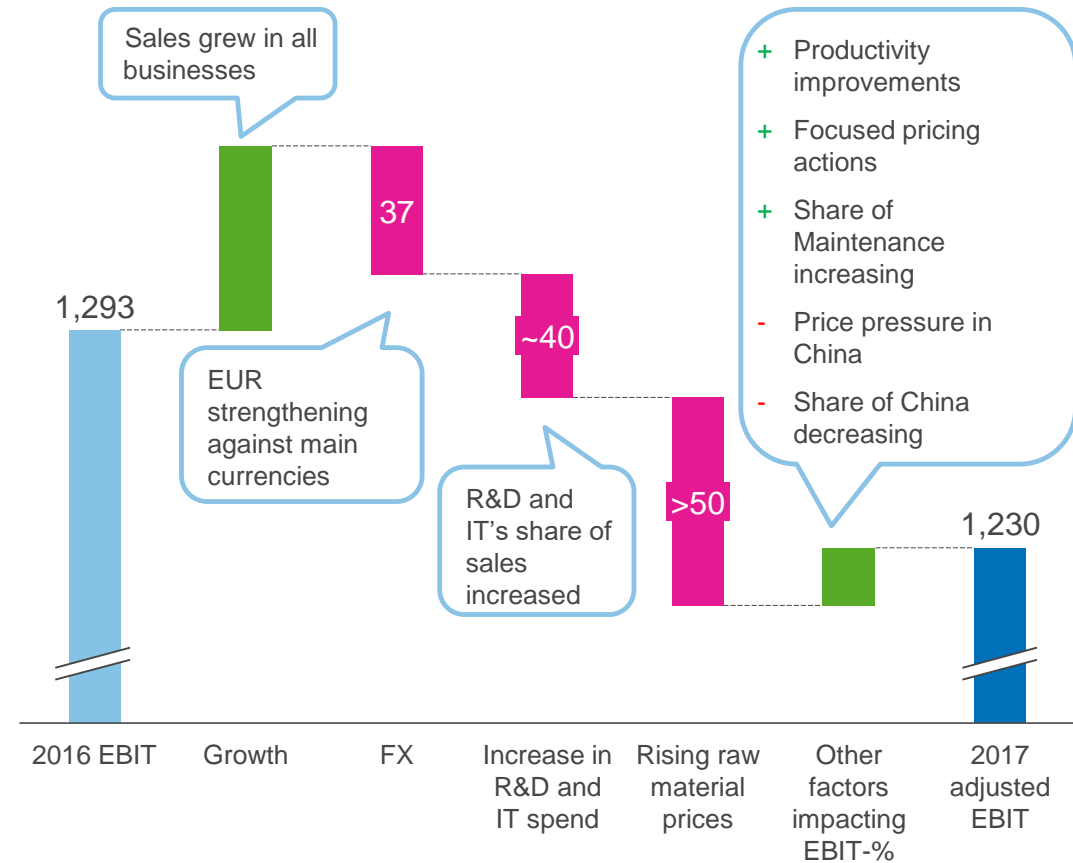 Sales grew in all
businesses
+ Productivity
improvements
+ Focused pricing
actions
+ Share of
Maintenance
increasing
- Price pressure in
China
- Share of China
decreasing
37
1,293
~40
EUR
strengthening
against main
currencies
R&D and
IT’s share of
sales
increased
>50
1,230
2016 EBIT
Growth
FX
Increase in
R&D and
IT spend
Rising raw
material
prices
Other
factors
impacting
EBIT-%
2017
adjusted
EBIT